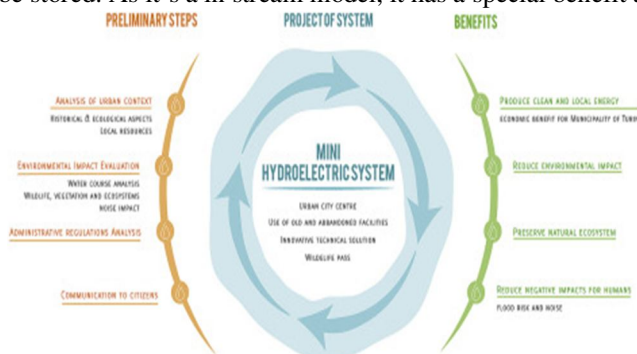 be stored. As it's a in-stream model, it has a special benefit
PRELIMINARY STEPS
PROJECT OF SYSTEM
BENEFITS
ANALYSIS OF URBAN CONTEXT
HISTORICAL & ECOLOGICAL ASPECTS
LOCAL RESOURCES
ENVIRONMENTAL IMPACT EVALUATION
WATER COURSE ANALYSIS
WILDLIFE, VEGETATION AND ECOSYSTEMS
NOISE IMPACT
ADMINISTRATIVE REGULATIONS ANALYSIS
COMMUNICATION TO CITIZENS
MINI
HYDROELECTRIC SYSTEM
URBAN CITY CENTRE
USE OF OLD AND ABBANDONED FACILITIES
INNOVATIVE TECHNICAL SOLUTION
WILDELIFE PASS
PRODUCE CLEAN AND LOCAL ENERGY
ECONOMIC BENEFIT FOR MUNICIPALITY OF
REDUCE ENVIRONMENTAL IMPACT
PRESERVE NATURAL ECOSYSTEM
REDUCE NEGATIVE IMPACTS FOR HUMANS
FLOOD RISK AND NOISE